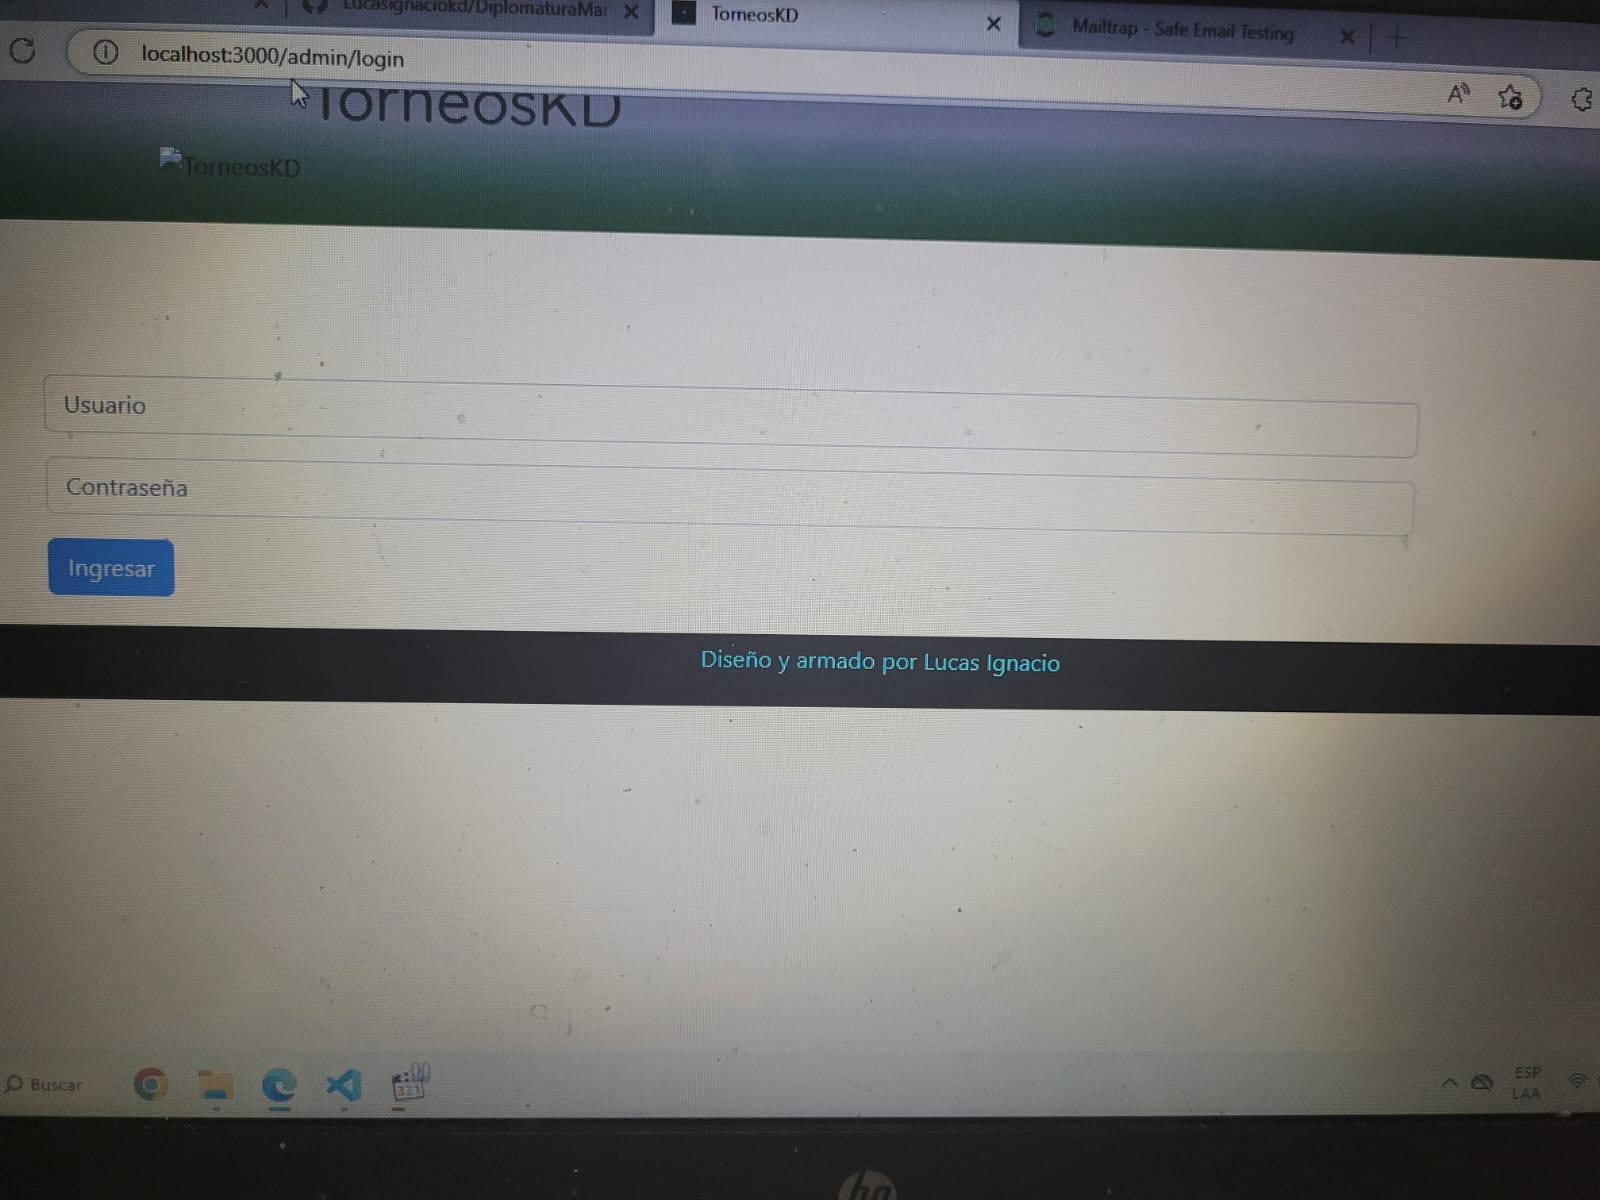 Lucasignaciokd/DiplomaturaMar
TorneosKD
Mailtrap - Safe Email Testing
localhost:3000/admin/login
TorneosKD
TorneosKD
Usuario
Contraseña
Ingresar
Diseño y armado por Lucas Ignacio
Buscar
321
ESP
LAA
hp